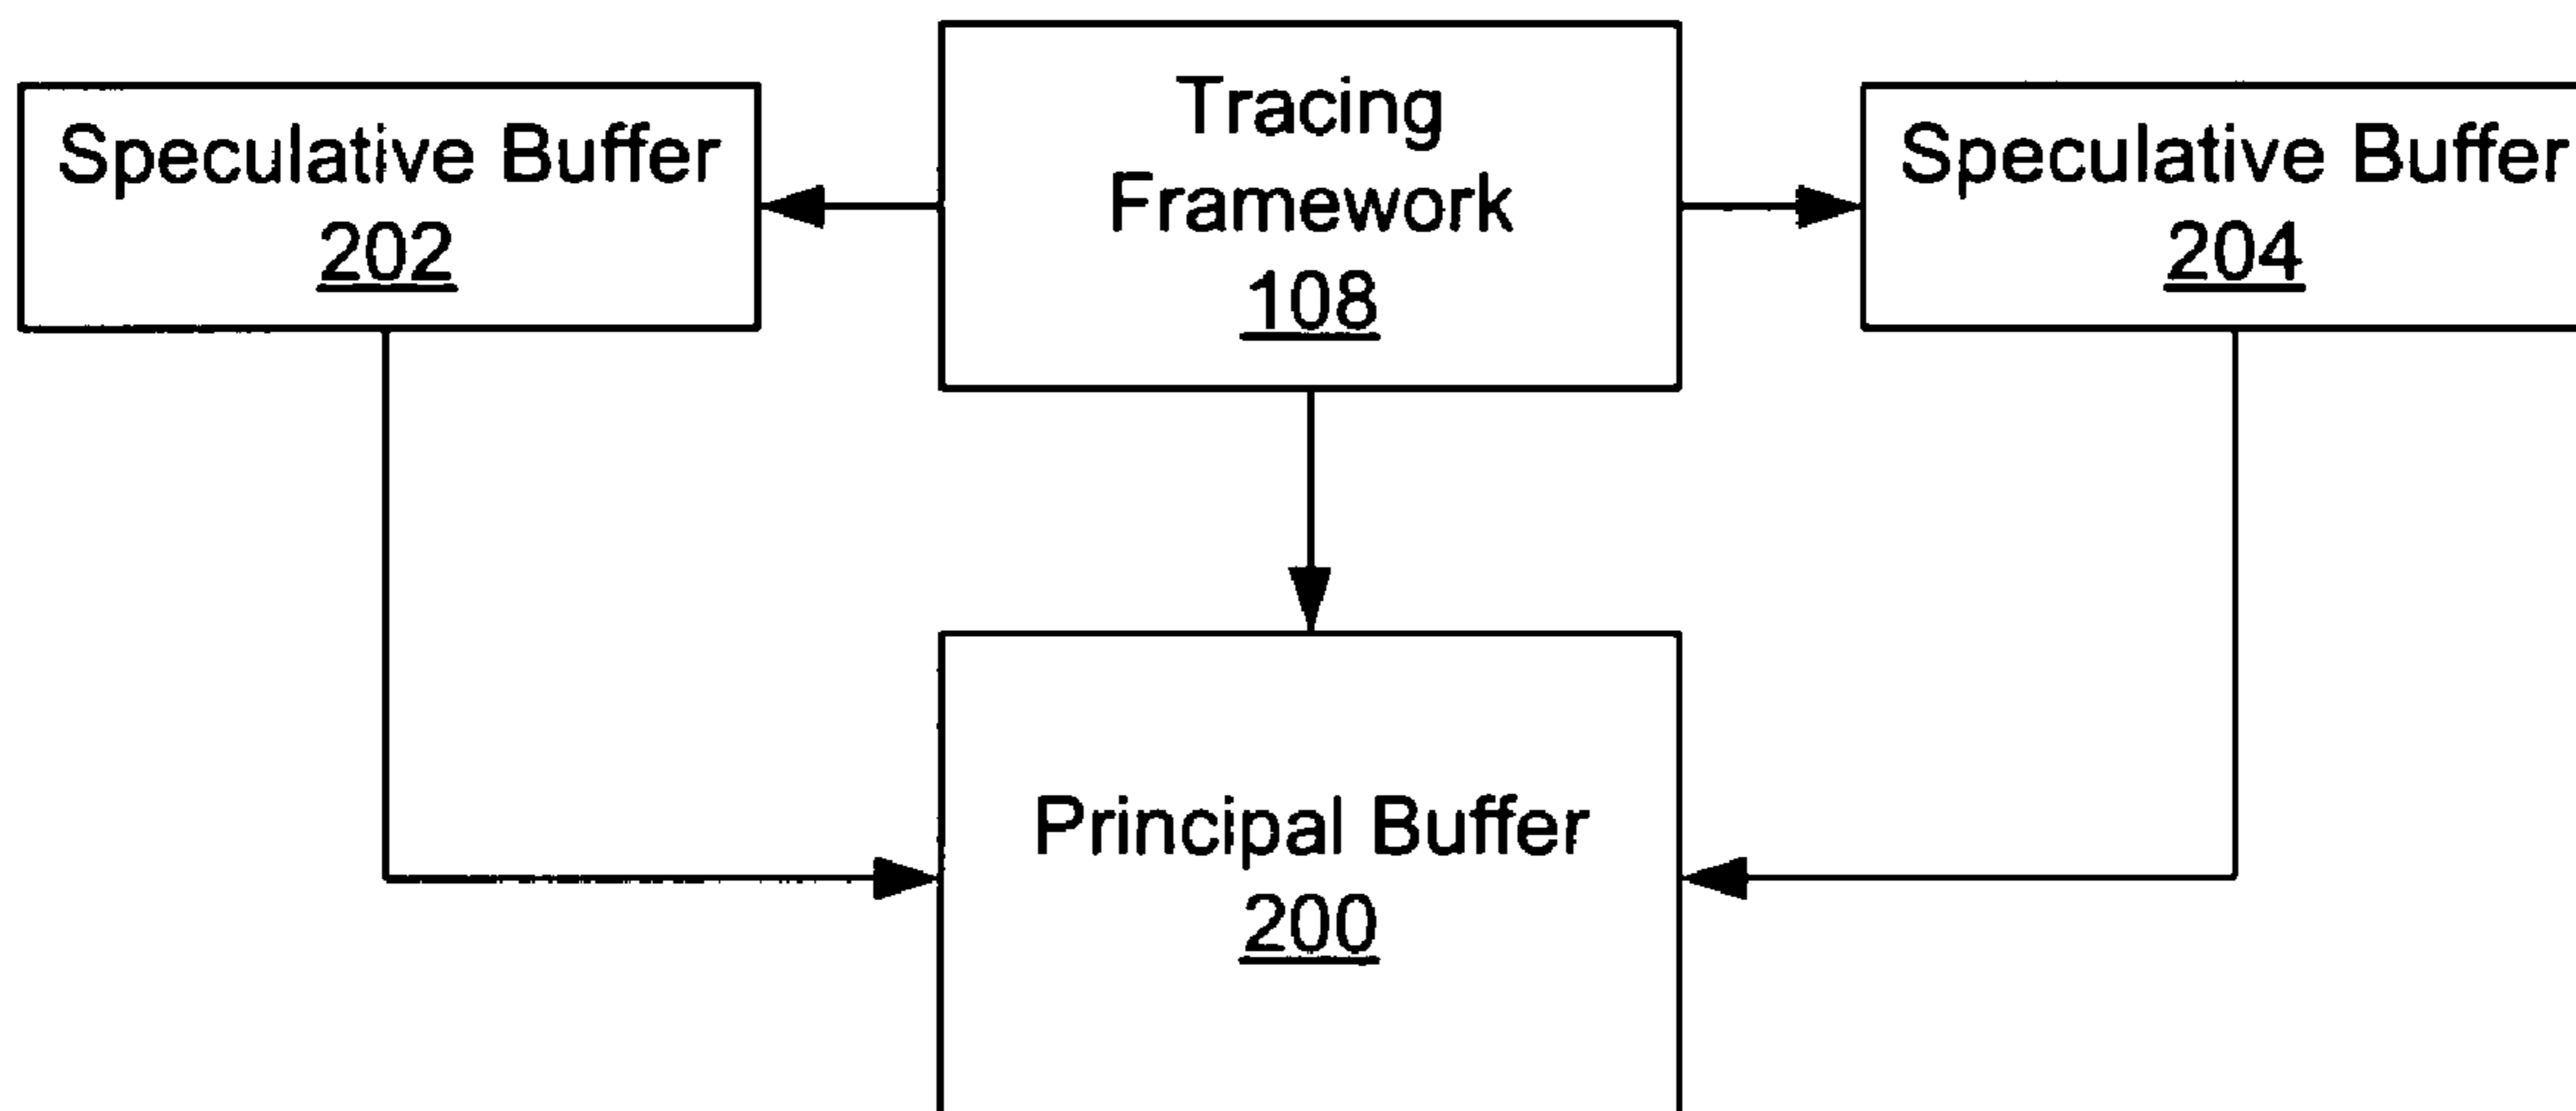 Speculative Buffer
202
Tracing
Framework
108
Speculative Buffer
204
Principal Buffer
200